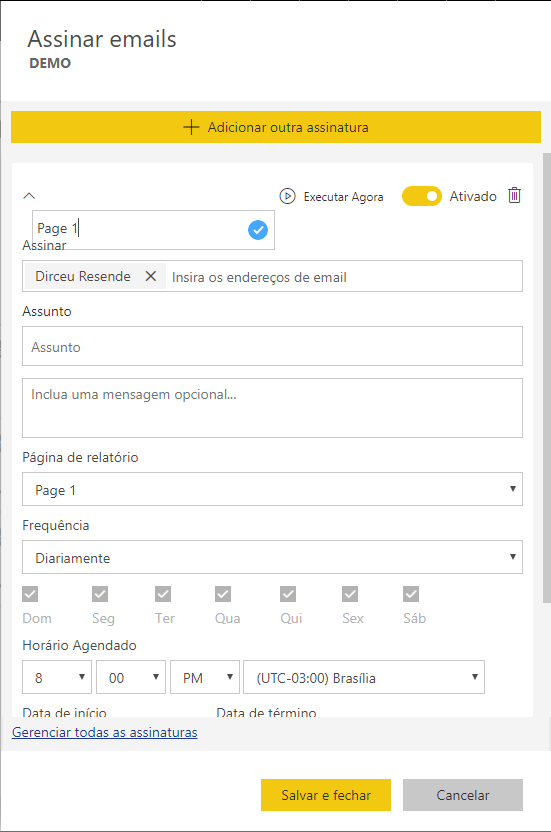 Assinar emails
DEMO
Adicionar outra assinatura
Executar Agora Ativado
Page 1
Assinar
Dirceu Resende Insira os endereços de email
Assunto
Assunto
Inclua uma mensagem opcional...
Página de relatório
Page 1
Frequência
Diariamente
Dom Seg Ter Qua Qui Sex Sáb
Horário Agendado
8 00 PM (UTC-03:00) Brasília
Data de início Data de término
Gerenciar todas as assinaturas
Salvar e fechar Cancelar